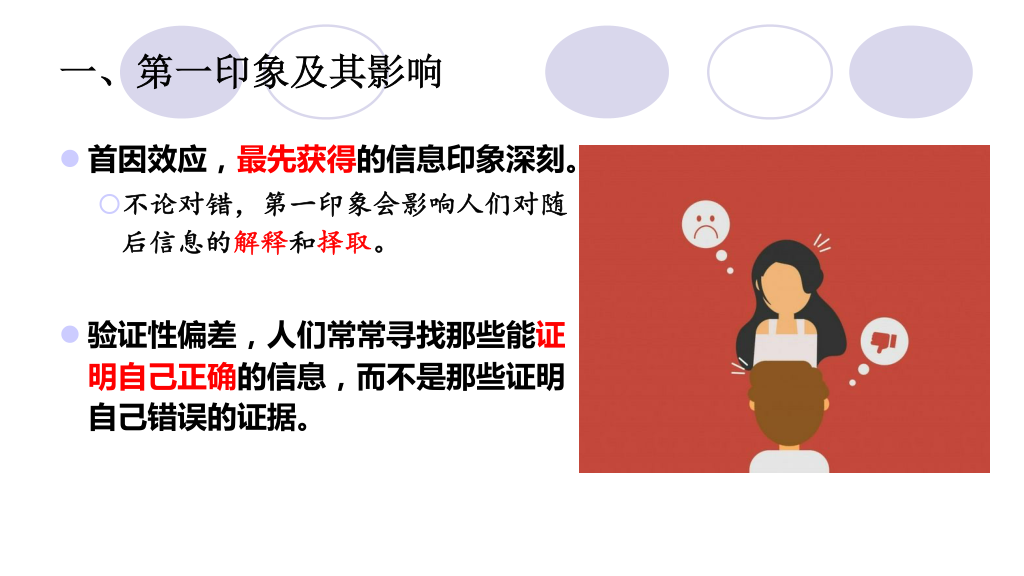 一、第一印象及其影响
首因效应，最先获得的信息印象深刻。
不论对错，第一印象会影响人们对随
后信息的解释和择取。
验证性偏差，人们常常寻找那些能证
明自己正确的信息，而不是那些证明
自己错误的证据。